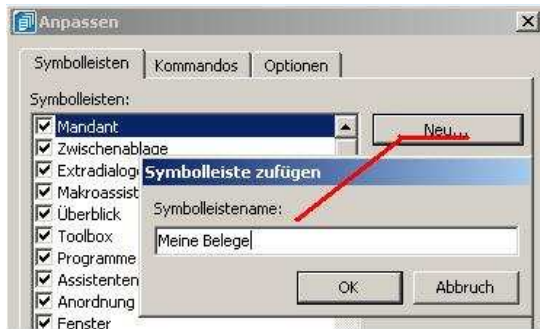 Anpassen
Symbolleisten Kommandos Optionen
Symbolleisten:
Mandant
Neu...
Zwischenablage
Symbolleiste zufügen
Makroassist
Symbolleistename:
Überblick
Toolbox
Meine Belege
Programme
Assistenten
OK Abbruch
Anordnung
Fenster